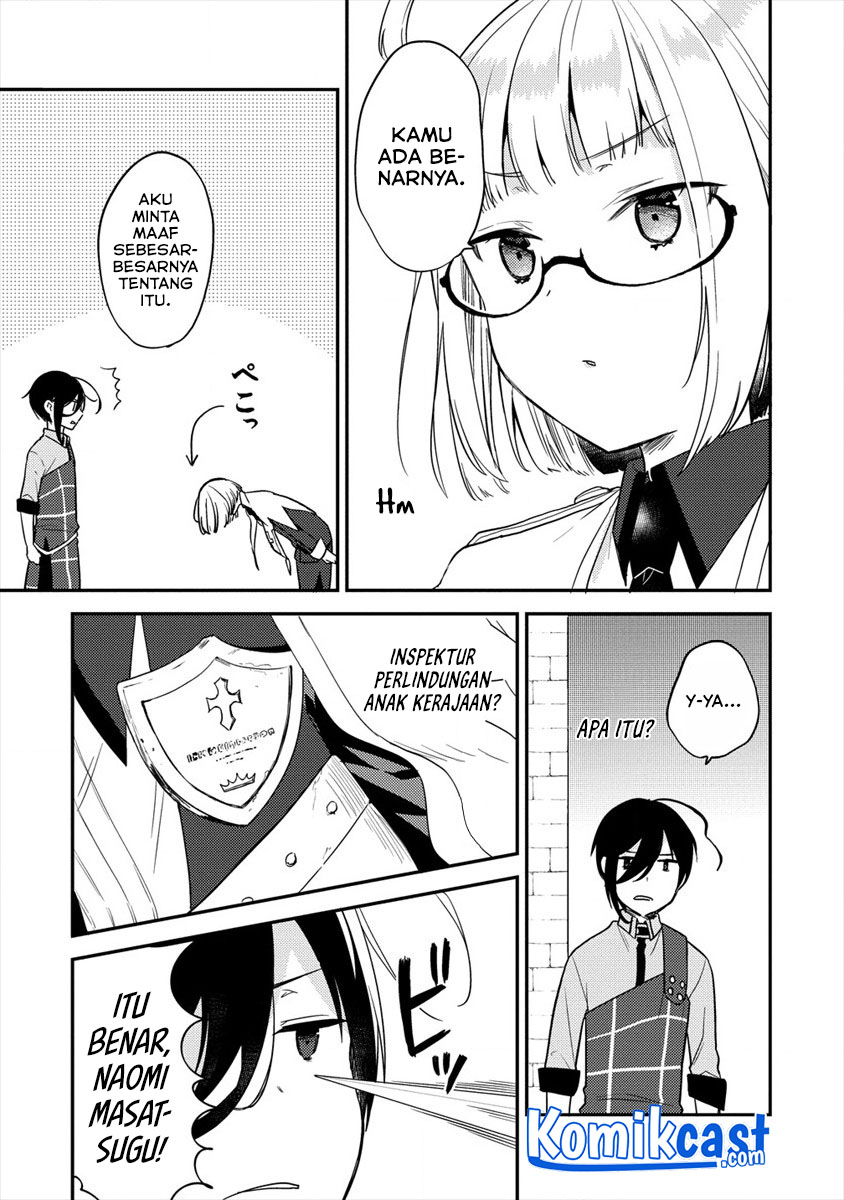 KAMU
ADA BE-
NARNYA.
Hm
AKU
MINTA
MAAF
SEBESAR-
BESARNYA
TENTANG
ITU.
ペこっ
Y-YA...
APA ITU?
INSPEKTUR
PERLINDUNGAN-
ANAK KERAJAAN?
ITU
BENAR,
NAOMI
MASAT-
SUGU!
ビッ
Komikcast
.com